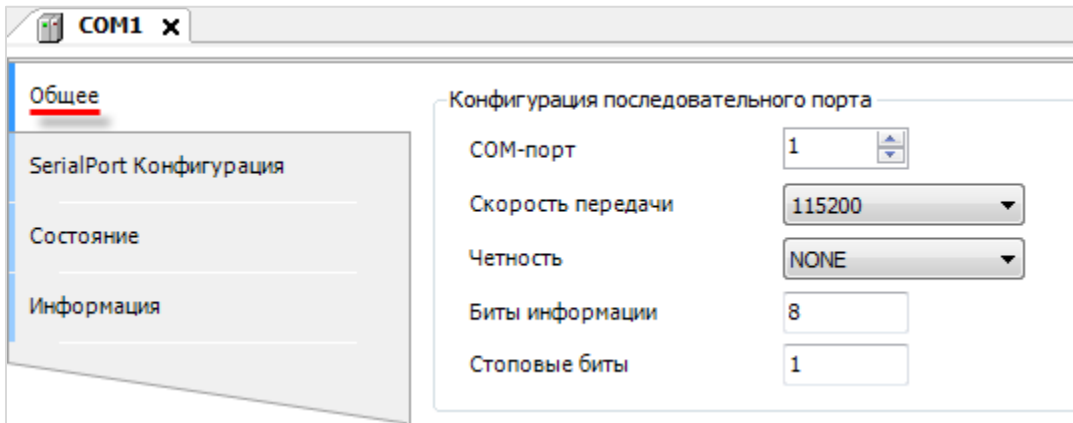 COM1
Общее
SerialPort Конфигурация
Состояние
Информация
Конфигурация последовательного порта
COM-порт 1
Скорость передачи 115200
Четность NONE
Биты информации 8
Стоповые биты 1